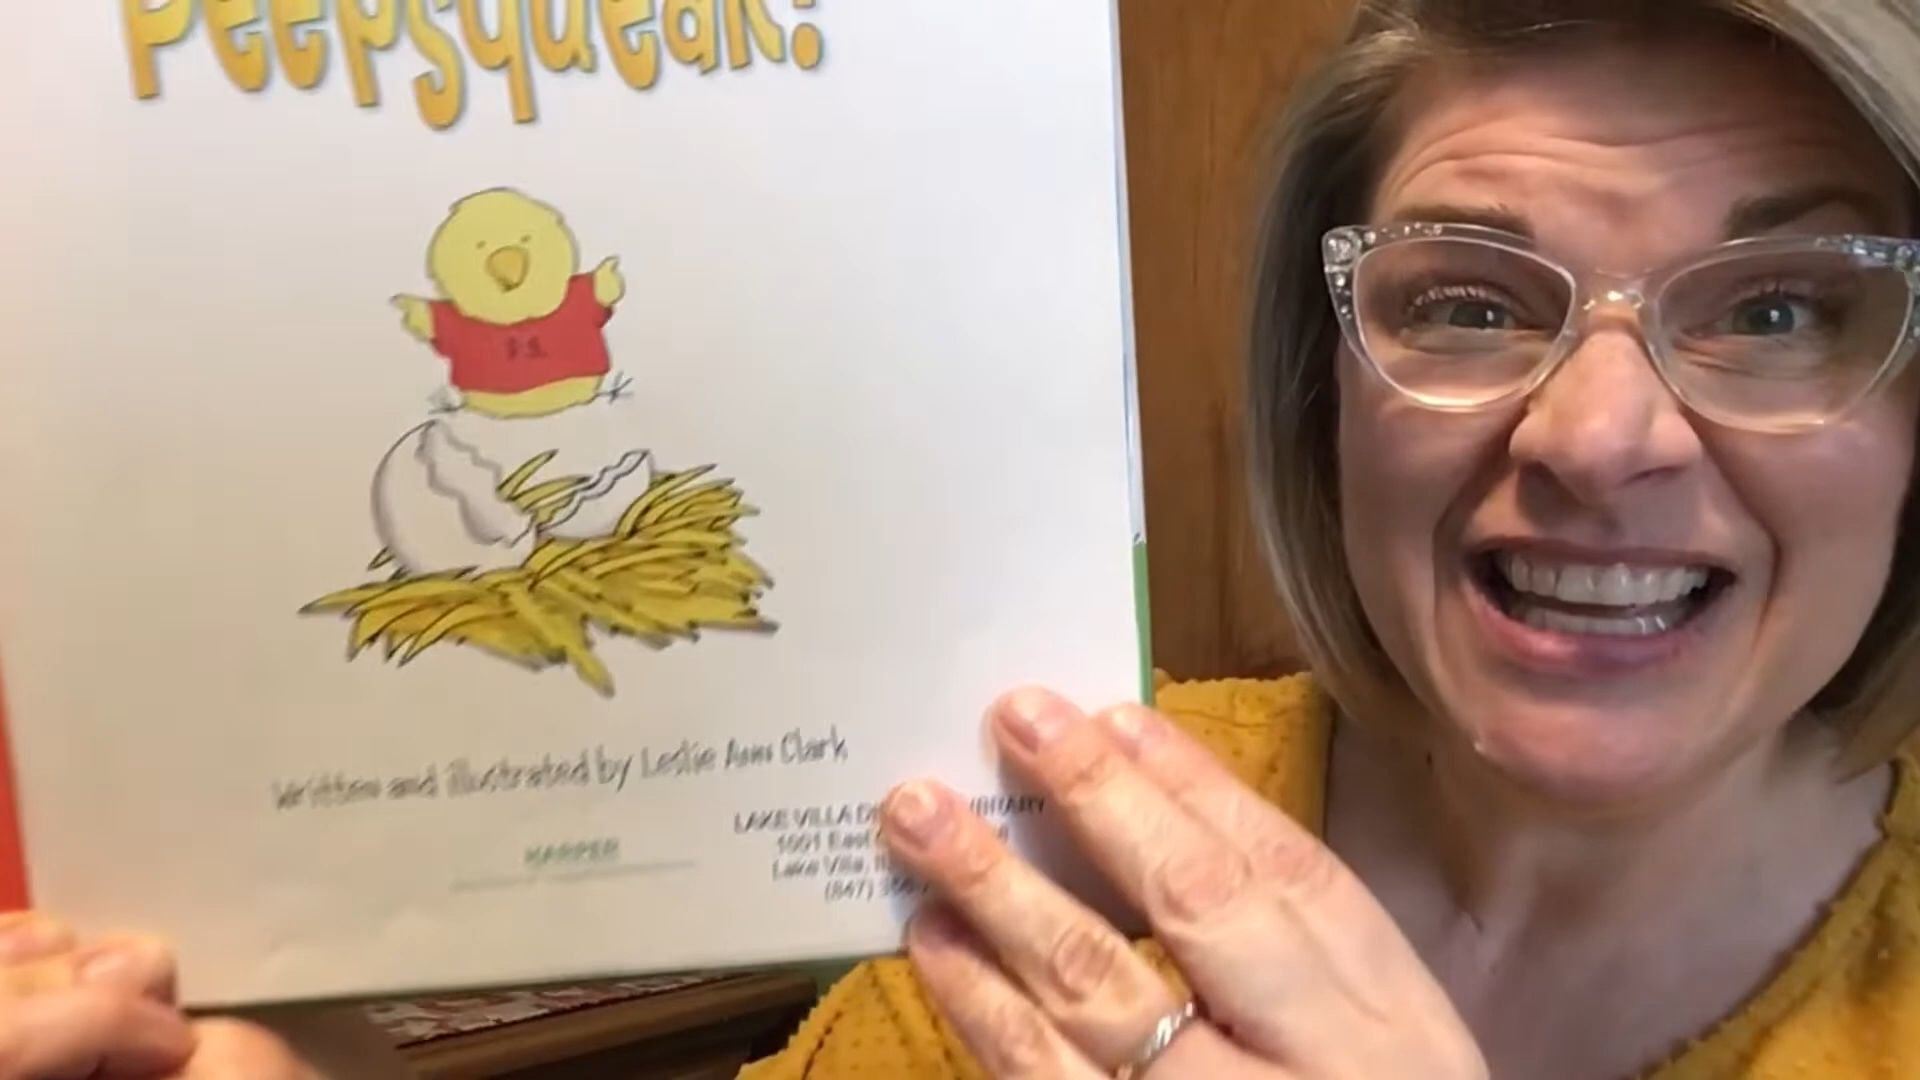 Peepsqueak!
Written and illustrated by Leslie Ann Clark
HARPER
LAKE VILLA
1001 East
Lake Villa,
(847)